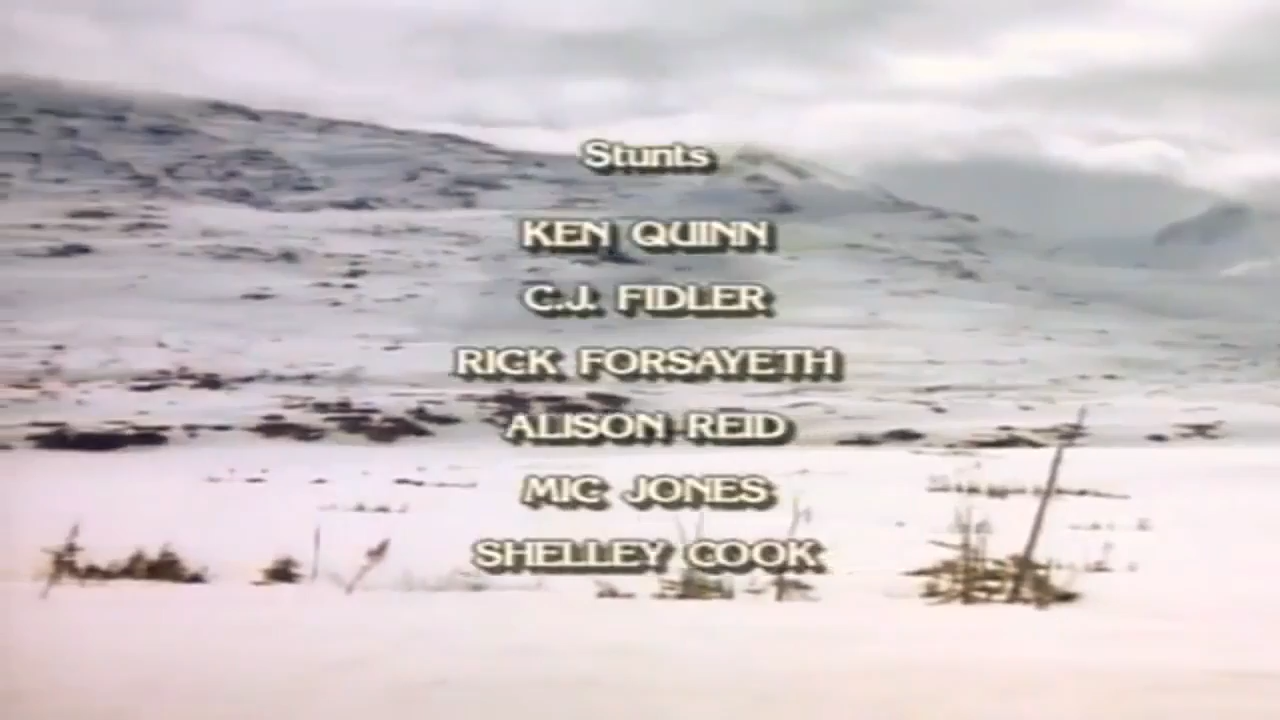 Stunts
KEN QUINN
C.J. FIDLER
RICK FORSAYETH
ALISON REID
MIC JONES
SHELLEY COOK